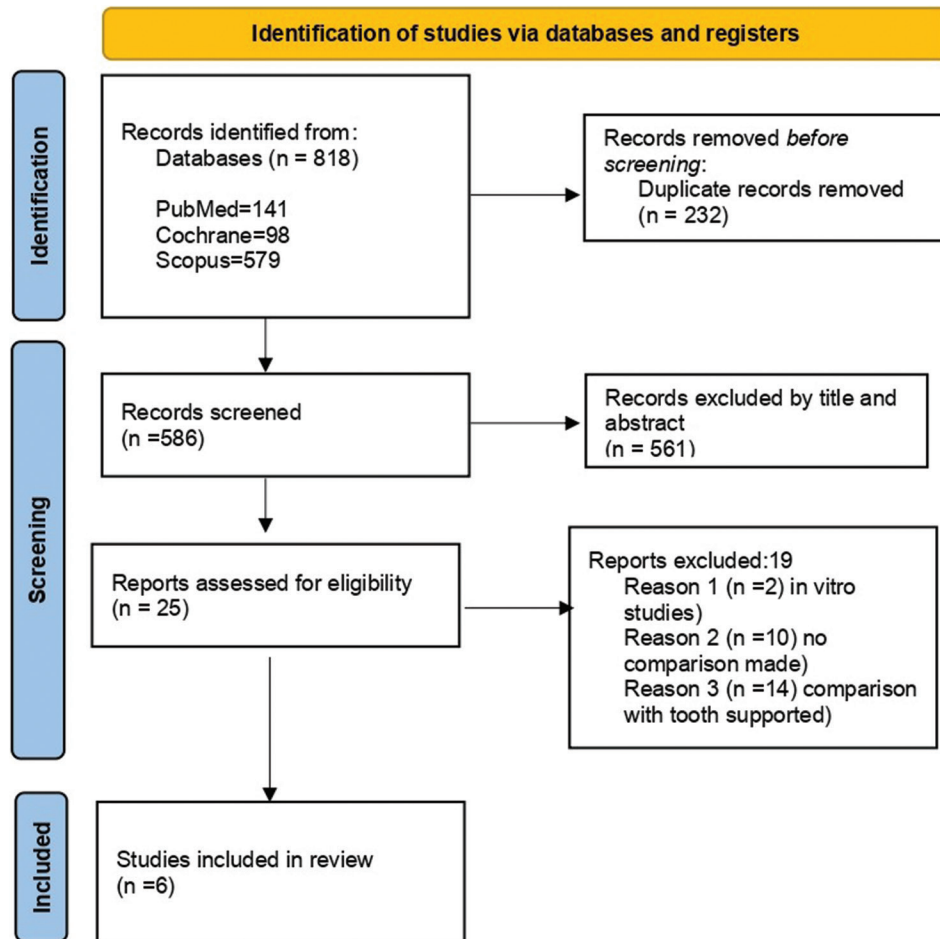 Identification of studies via databases and registers
Identification
Records identified from:
Databases (n = 818)
PubMed=141
Cochrane=98
Scopus=579
Records removed before
screening:
Duplicate records removed
(n = 232)
Screening
Records screened
(n =586)
Records excluded by title and
abstract
(n = 561)
Reports assessed for eligibility
(n = 25)
Reports excluded:19
Reason 1 (n =2) in vitro
studies)
Reason 2 (n =10) no
comparison made)
Reason 3 (n =14) comparison
with tooth supported)
Included
Studies included in review
(n =6)